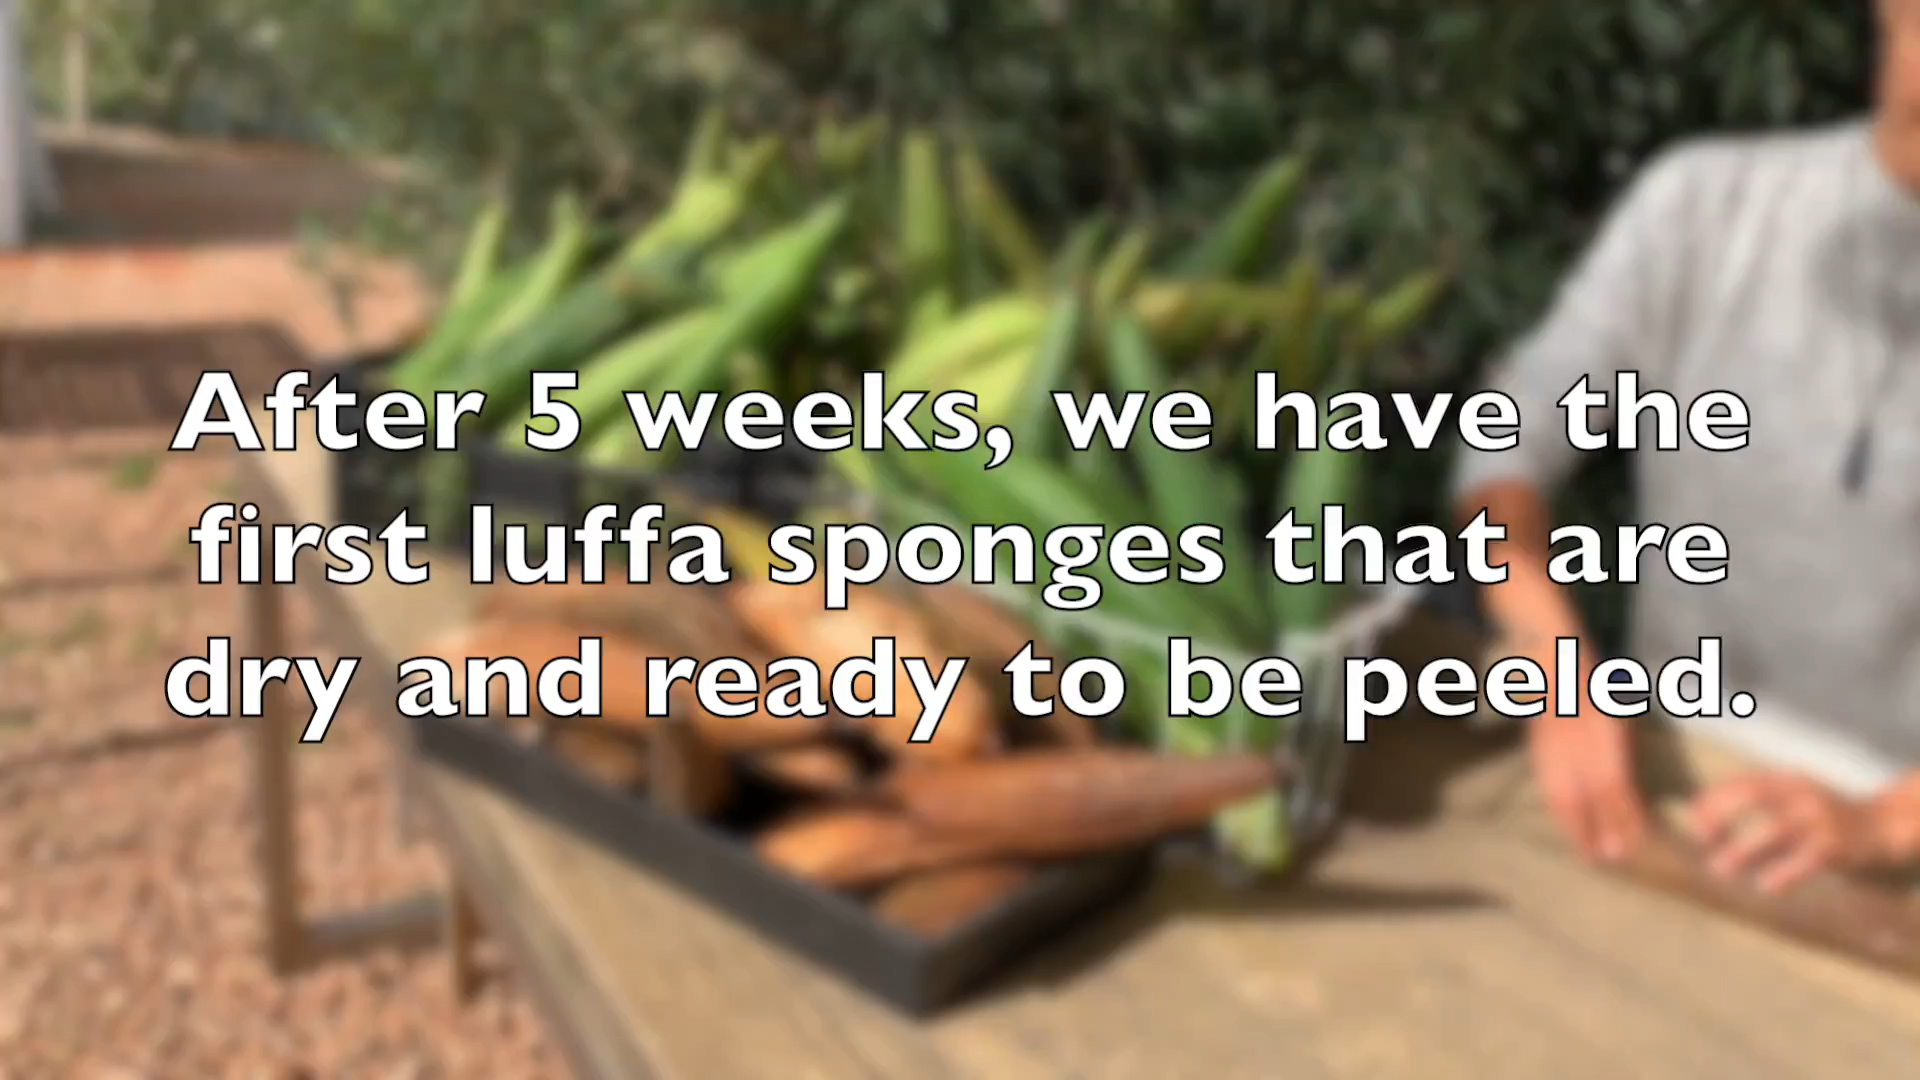 After 5 weeks, we have the
first luffa sponges that are
dry and ready to be peeled.